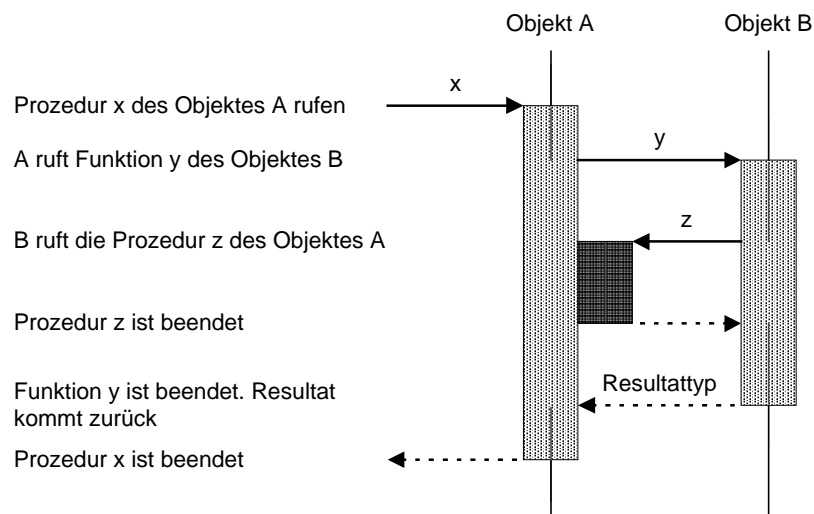 Objekt A
Objekt B
Prozedur x des Objektes A rufen
x
A ruft Funktion y des Objektes B
y
B ruft die Prozedur z des Objektes A
z
Prozedur z ist beendet
Funktion y ist beendet. Resultat
kommt zurück
Resultattyp
Prozedur x ist beendet